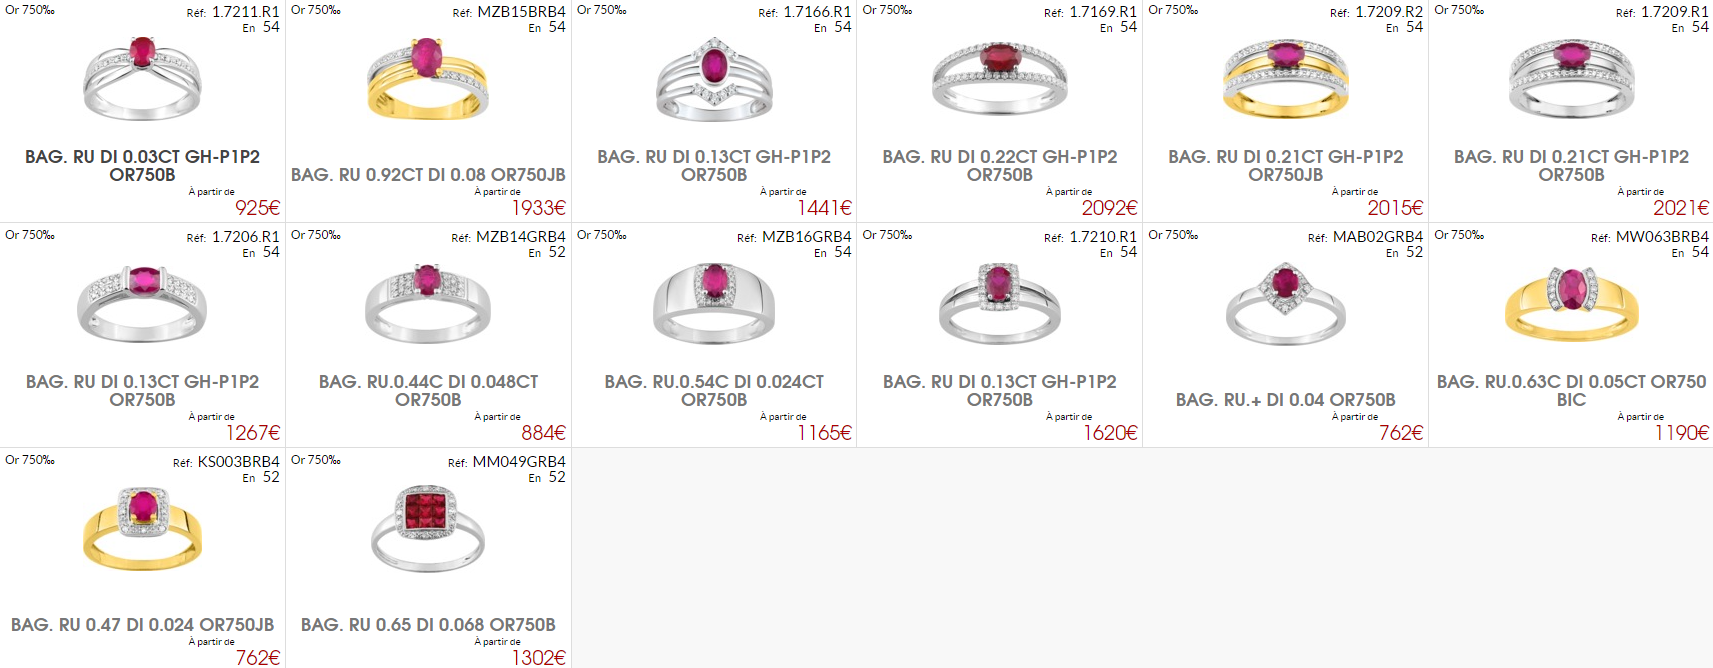 Or 750‰ Réf: 1.7211.R1
En 54
BAG. RU DI 0.03CT GH-P1P2
OR750B
À partir de
925€
Or 750‰ Réf: MZB15BRB4
En 54
BAG. RU 0.92CT DI 0.08 OR750JB
À partir de
1933€
Or 750‰ Réf: 1.7166.R1
En 54
BAG. RU DI 0.13CT GH-P1P2
OR750B
À partir de
1441€
Or 750‰ Réf: 1.7169.R1
En 54
BAG. RU DI 0.22CT GH-P1P2
OR750B
À partir de
2092€
Or 750‰ Réf: 1.7209.R2
En 54
BAG. RU DI 0.21CT GH-P1P2
OR750JB
À partir de
2015€
Or 750‰ Réf: 1.7209.R1
En 54
BAG. RU DI 0.21CT GH-P1P2
OR750B
À partir de
2021€
Or 750‰ Réf: 1.7206.R1
En 54
BAG. RU DI 0.13CT GH-P1P2
OR750B
À partir de
1267€
Or 750‰ Réf: MZB14GRB4
En 52
BAG. RU.0.44C DI 0.048CT
OR750B
À partir de
884€
Or 750‰ Réf: MZB16GRB4
En 54
BAG. RU.0.54C DI 0.024CT
OR750B
À partir de
1165€
Or 750‰ Réf: 1.7210.R1
En 54
BAG. RU DI 0.13CT GH-P1P2
OR750B
À partir de
1620€
Or 750‰ Réf: MAB02GRB4
En 52
BAG. RU.+ DI 0.04 OR750B
À partir de
762€
Or 750‰ Réf: MW063BRB4
En 54
BAG. RU.0.63C DI 0.05CT OR750
BIC
À partir de
1190€
Or 750‰ Réf: KS003BRB4
En 52
BAG. RU 0.47 DI 0.024 OR750JB
À partir de
762€
Or 750‰ Réf: MM049GRB4
En 52
BAG. RU 0.65 DI 0.068 OR750B
À partir de
1302€